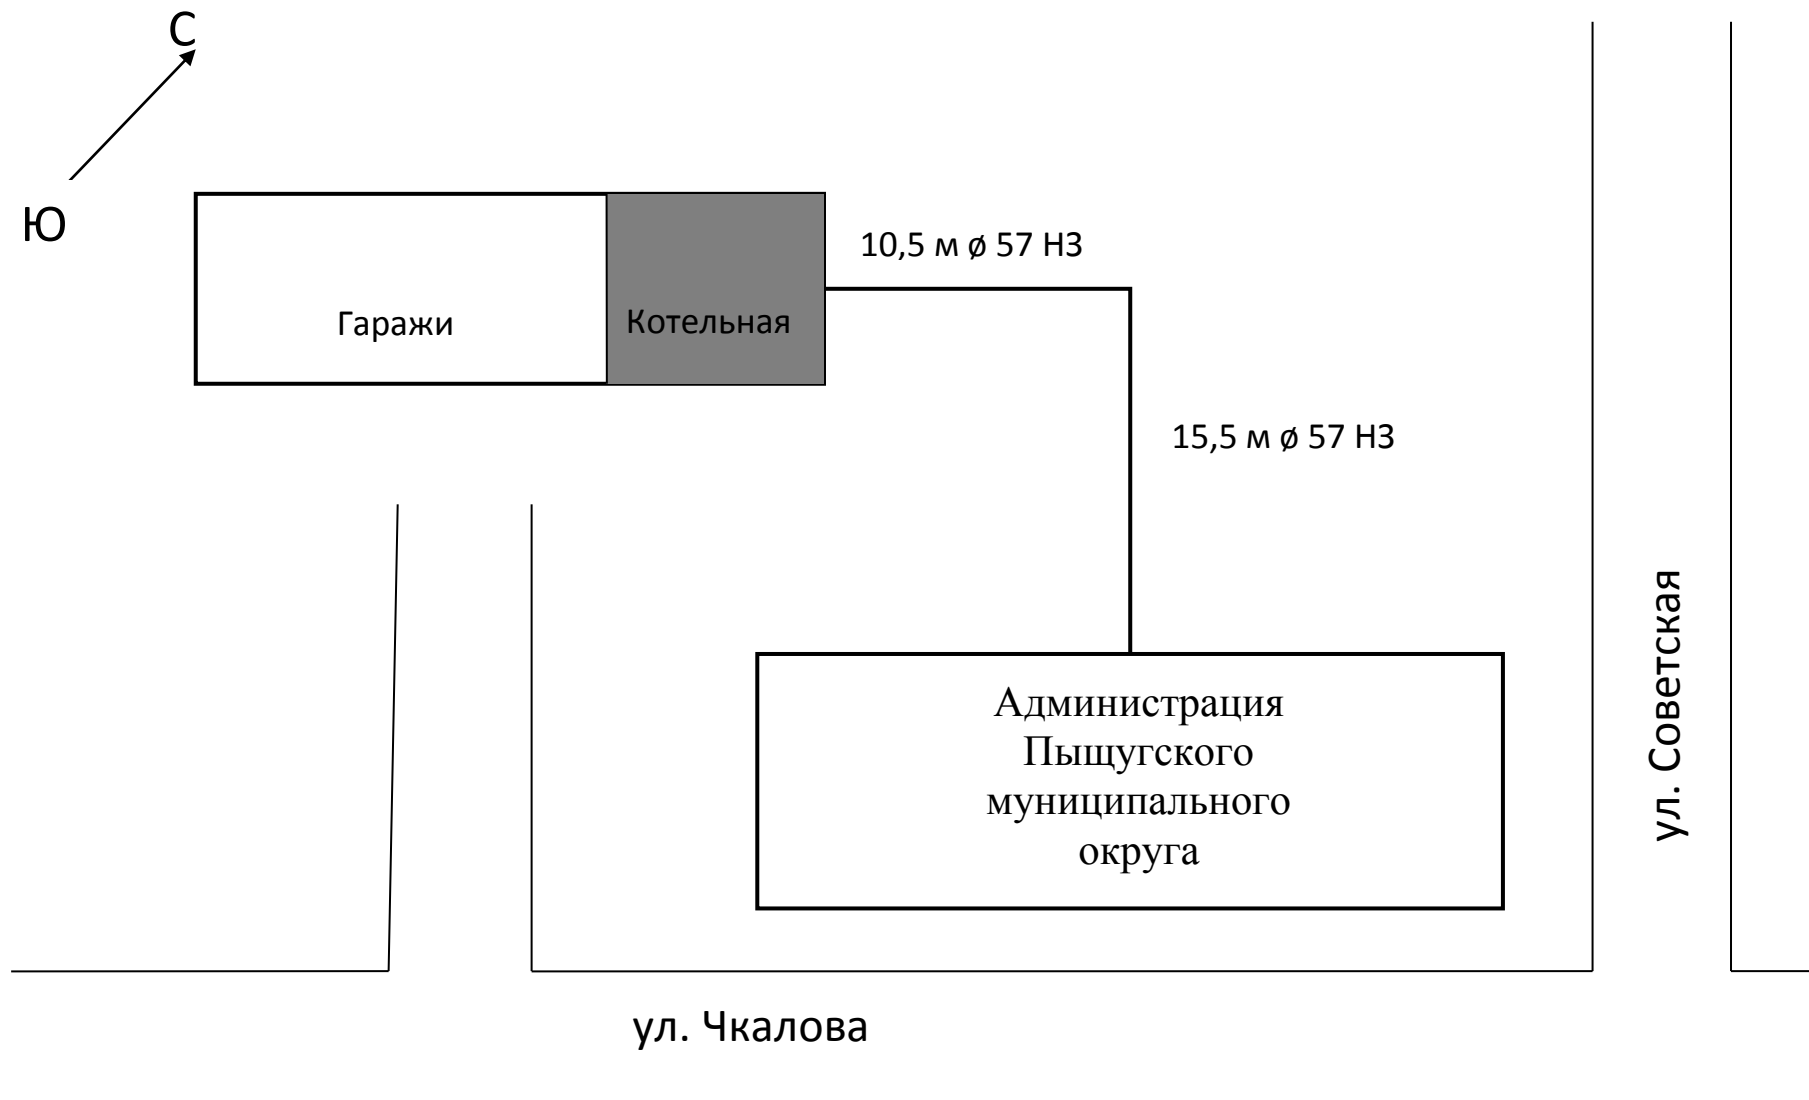 С
Ю
10,5 м ø 57 НЗ
Гаражи
Котельная
15,5 м ø 57 НЗ
ул. Советская
Администрация
Пыщугского
муниципального
округа
ул. Чкалова